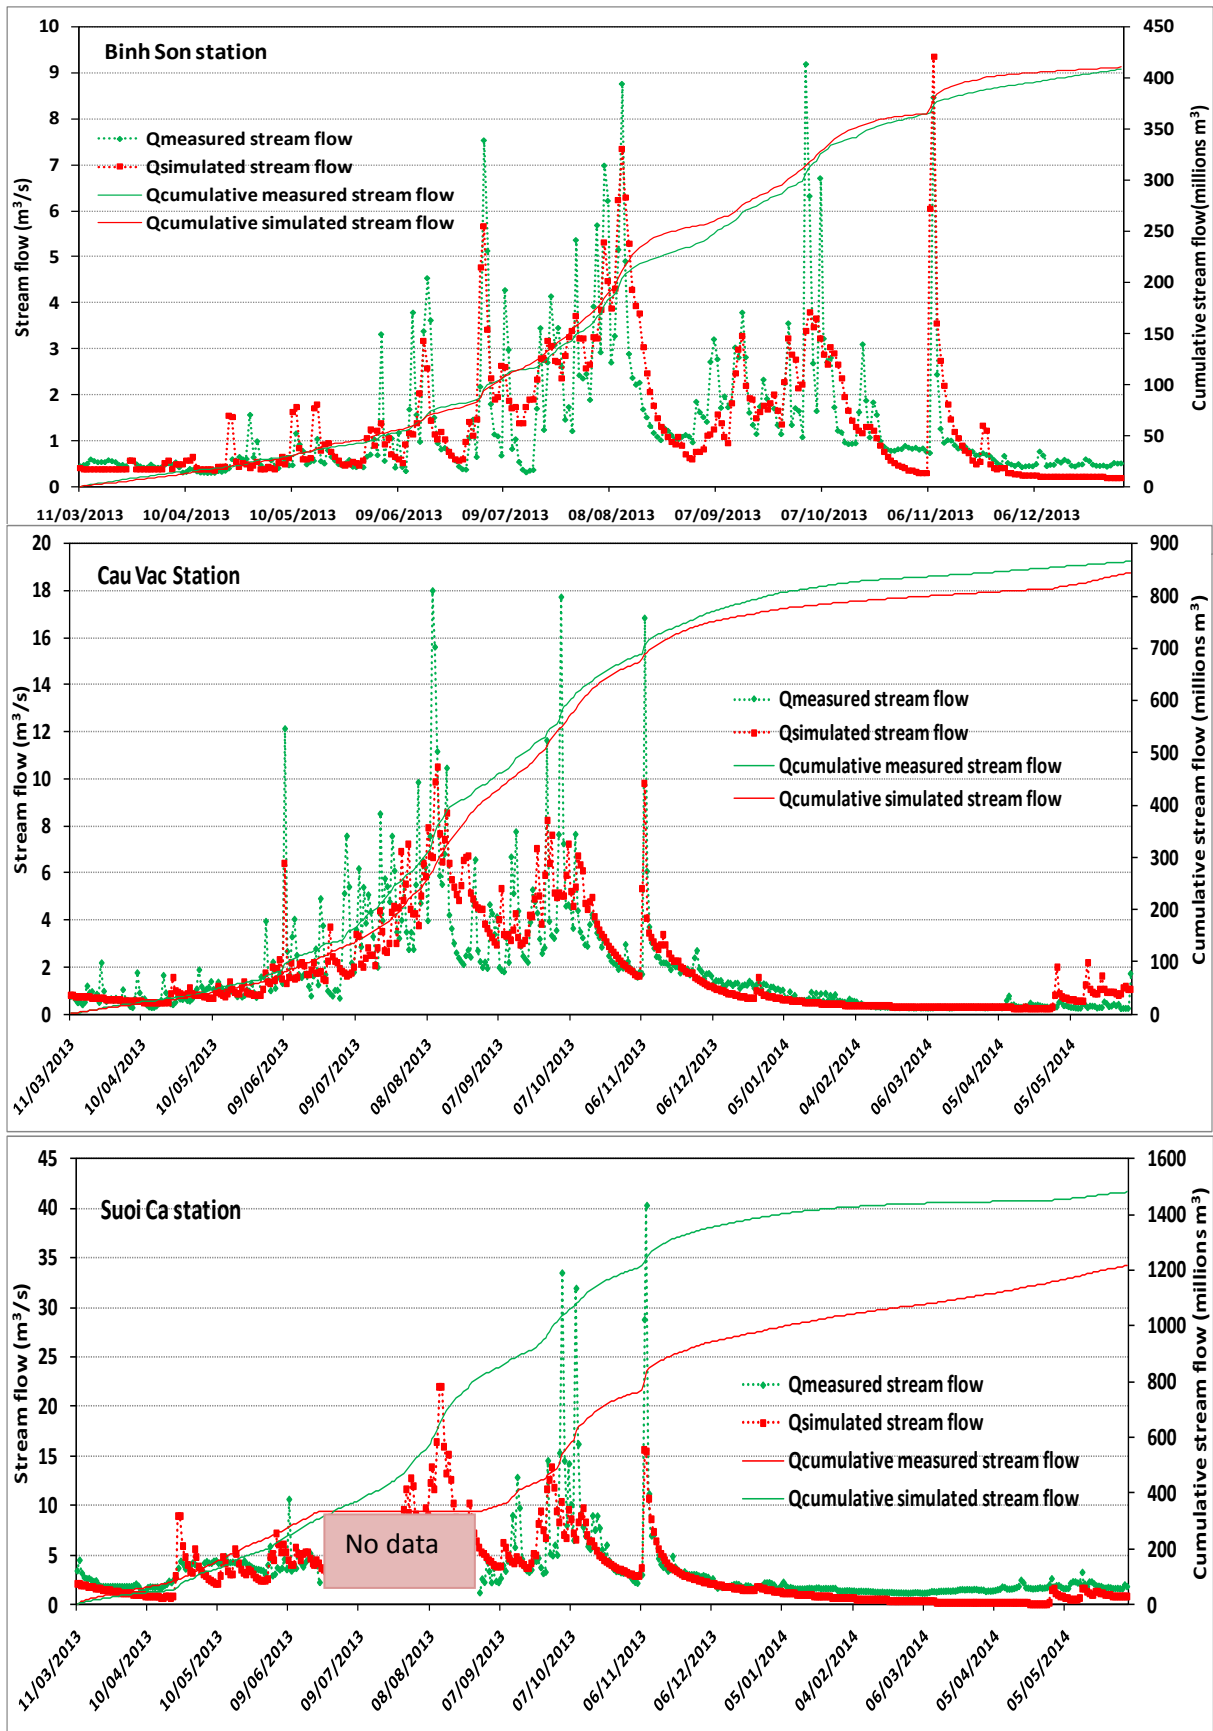 Binh Son station
Stream flow (m³/s)
Cumulative stream flow(millions m³)
10
9
8
7
6
5
4
3
2
1
0
450
400
350
300
250
200
150
100
50
0
Qmeasured stream flow
Qsimulated stream flow
Qcumulative measured stream flow
Qcumulative simulated stream flow
11/03/2013 10/04/2013 10/05/2013 09/06/2013 09/07/2013 08/08/2013 07/09/2013 07/10/2013 06/11/2013 06/12/2013
Cau Vac Station
Stream flow (m³/s)
Cumulative stream flow (millions m³)
20
18
16
14
12
10
8
6
4
2
0
900
800
700
600
500
400
300
200
100
0
Qmeasured stream flow
Qsimulated stream flow
Qcumulative measured stream flow
Qcumulative simulated stream flow
11/03/2013 10/04/2013 10/05/2013 09/06/2013 09/07/2013 08/08/2013 07/09/2013 07/10/2013 06/11/2013 06/12/2013 05/01/2014 04/02/2014 06/03/2014 05/04/2014 05/05/2014
Suoi Ca station
Stream flow (m³/s)
Cumulative stream flow (millions m³)
45
40
35
30
25
20
15
10
5
0
1600
1400
1200
1000
800
600
400
200
0
Qmeasured stream flow
Qsimulated stream flow
Qcumulative measured stream flow
Qcumulative simulated stream flow
No data
11/03/2013 10/04/2013 10/05/2013 09/06/2013 09/07/2013 08/08/2013 07/09/2013 07/10/2013 06/11/2013 06/12/2013 05/01/2014 04/02/2014 06/03/2014 05/04/2014 05/05/2014